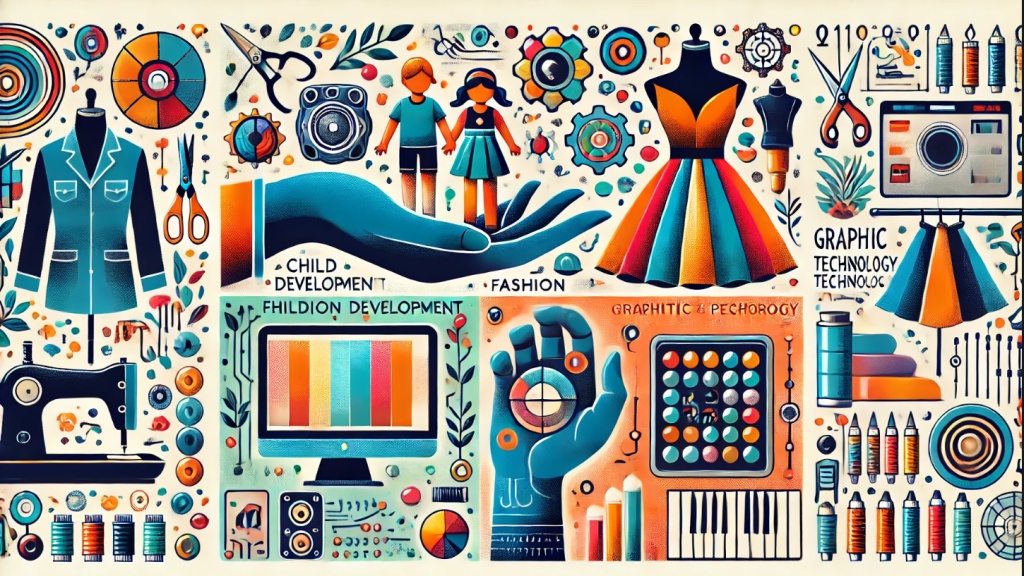 CHILD
DEVELOPMENT
FASHION
FHILDION DEVELOPMENT
GRAPHITIC & PECHOROGY
GRAPHIC
TECHNOLOGY
TECHNOLOC